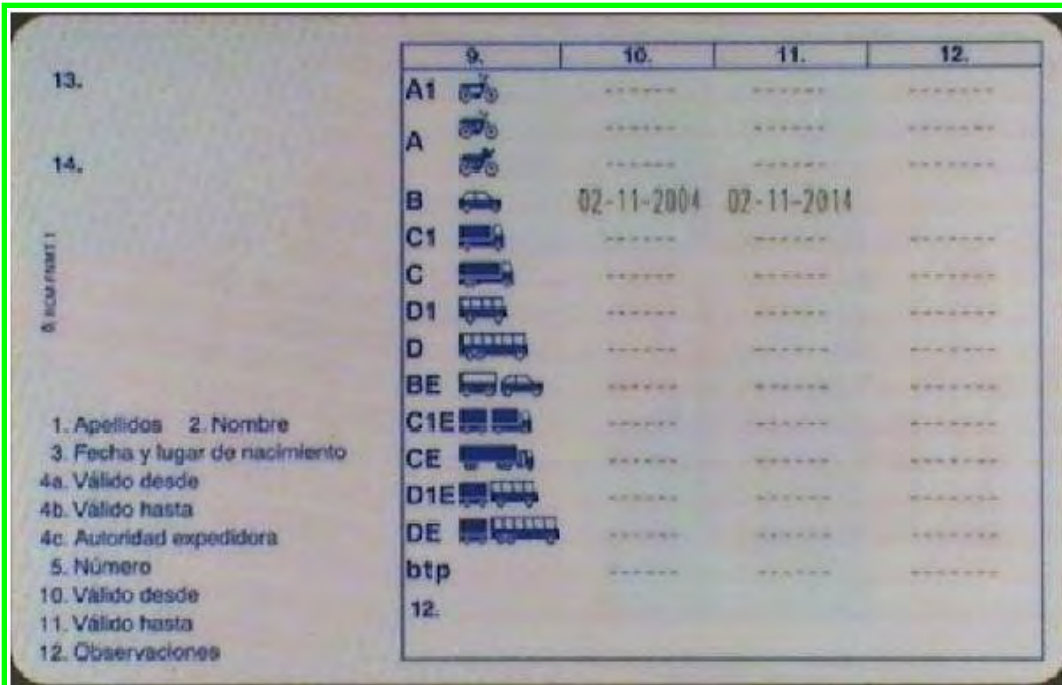 13.
14.
1. Apellidos 2. Nombre
3. Fecha y lugar de nacimiento
4a. Válido desde
4b. Válido hasta
4c. Autoridad expedidora
5. Número
10. Válido desde
11. Válido hasta
12. Observaciones
9. 10. 11. 12.
A1 ------ ------ -------
A ------ ------ -------
------ ------ -------
B 02-11-2004 02-11-2014
C1 ------ ------ -------
C ------ ------ -------
D1 ------ ------ -------
D ------ ------ -------
BE ------ ------ -------
C1E ------ ------ -------
CE ------ ------ -------
D1E ------ ------ -------
DE ------ ------ -------
btp ------ ------ -------
12.